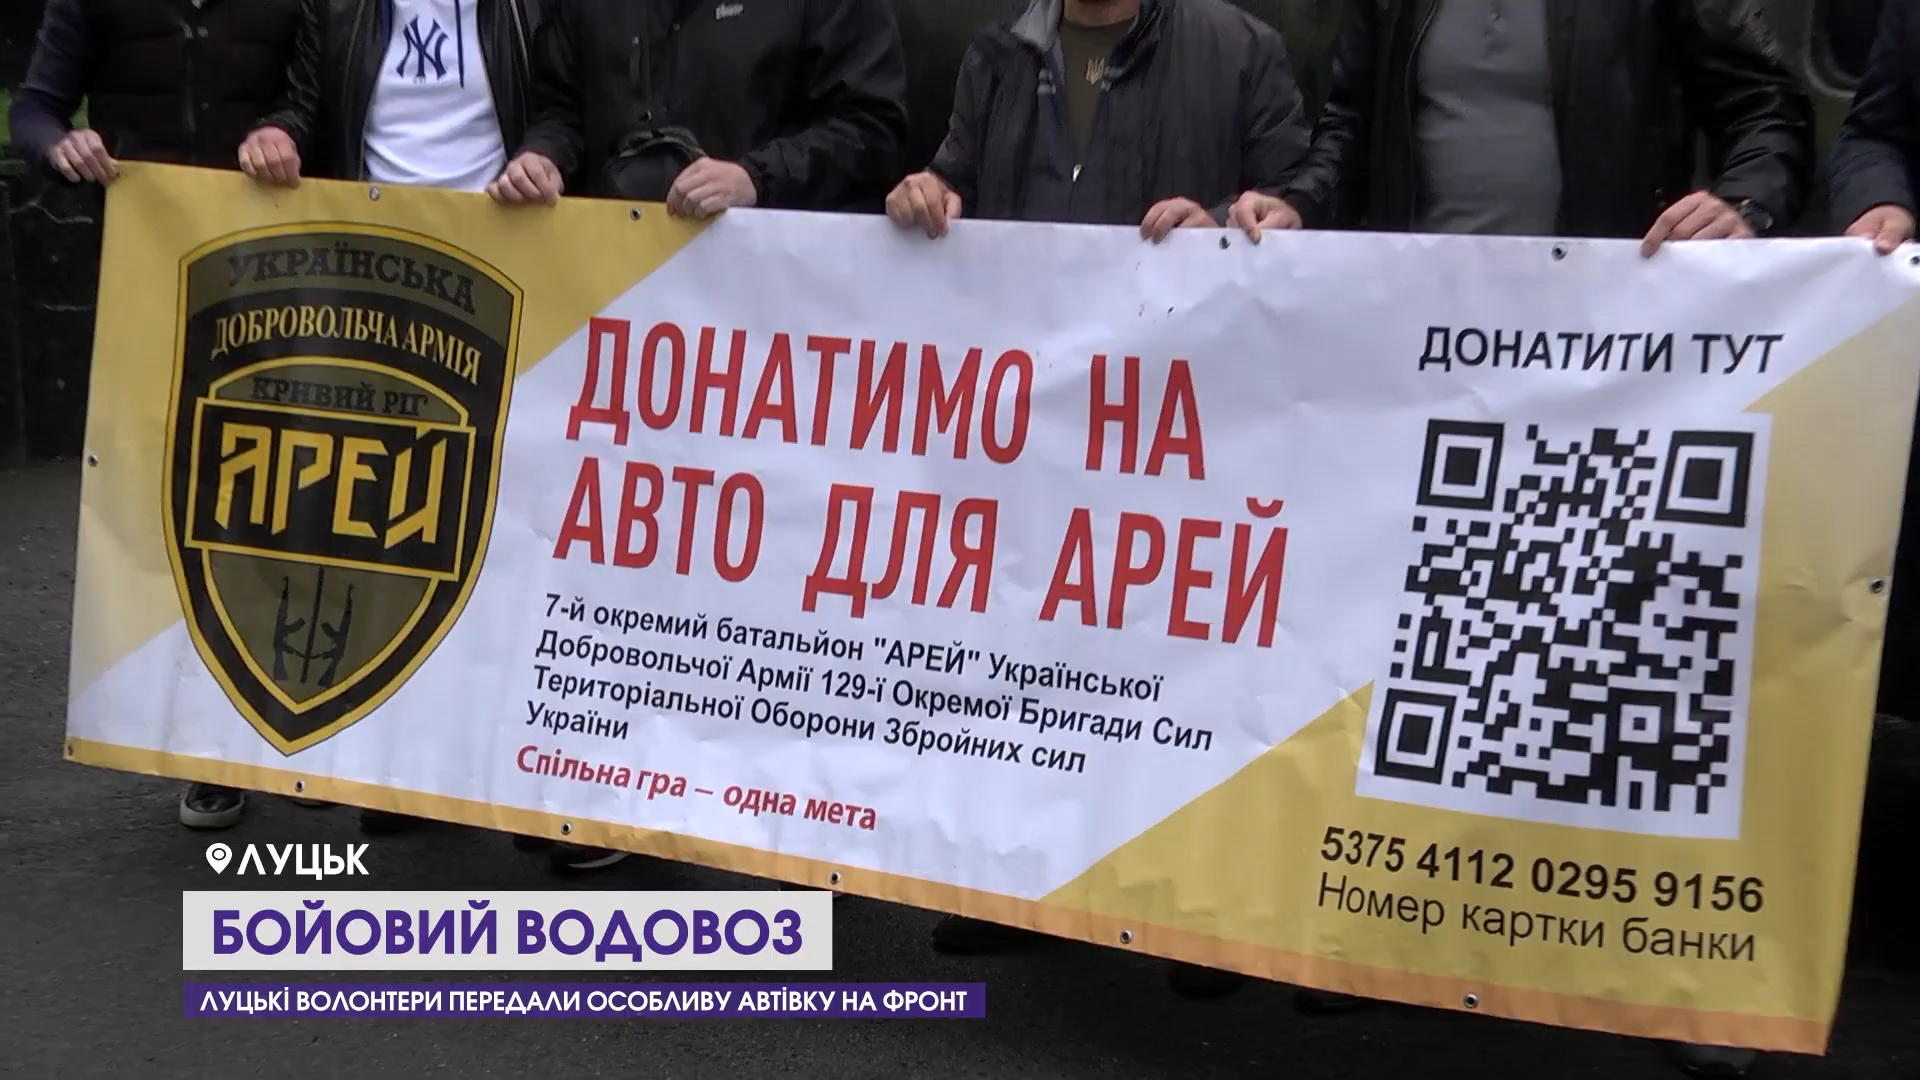 NY
УКРАЇНСЬКА
ДОБРОВОЛЬЧА АРМІЯ
КРИВИЙ РІГ
АРЕЙ
ДОНАТИМО НА
АВТО ДЛЯ АРЕЙ
7-й окремий батальйон "АРЕЙ" Української
Добровольчої Армії 129-ї Окремої Бригади Сил
Територіальної Оборони Збройних сил
України
Спільна гра – одна мета
ДОНАТИТИ ТУТ
5375 4112 0295 9156
Номер картки банки
ЛУЦЬК
БОЙОВИЙ ВОДОВОЗ
ЛУЦЬКІ ВОЛОНТЕРИ ПЕРЕДАЛИ ОСОБЛИВУ АВТІВКУ НА ФРОНТ